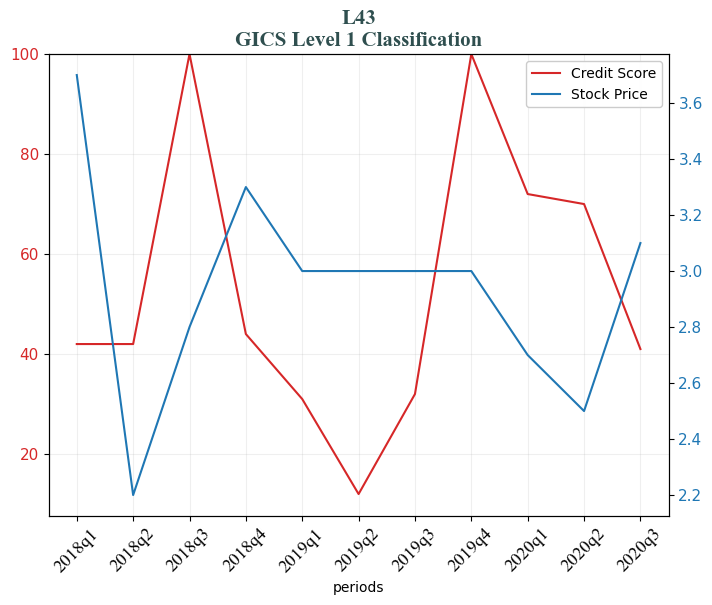 L43
GICS Level 1 Classification
Credit Score
Stock Price
100
80
60
40
20
3.6
3.4
3.2
3.0
2.8
2.6
2.4
2.2
2018q1 2018q2 2018q3 2018q4 2019q1 2019q2 2019q3 2019q4 2020q1 2020q2 2020q3
periods